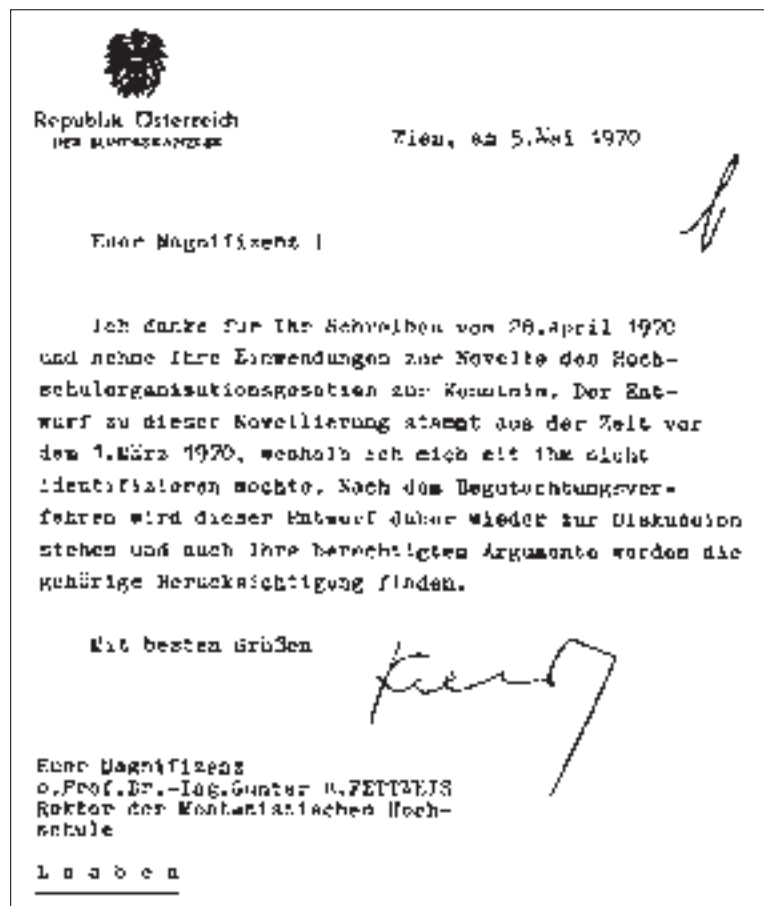 Republik Österreich
DER BUNDESKANZLER
Wien, am 5.Mai 1970
Euer Magnifizenz !
Ich danke für Ihr Schreiben vom 28.April 1970
und nehme Ihre Einwendungen zur Novelle des Hoch-
schulorganisationsgesetzes zur Kenntnis. Der Ent-
wurf zu dieser Novellierung stammt aus der Zeit vor
dem 1.März 1970, weshalb ich mich mit ihm nicht
identifizieren möchte. Nach dem Begutachtungsver-
fahren wird dieser Entwurf daher wieder zur Diskussion
stehen und auch Ihre berechtigten Argumente werden die
gehörige Berücksichtigung finden.
Mit besten Grüßen
Euer Magnifizenz
o.Prof.Dr.-Ing.Günter B.FETTWEIS
Rektor der Montanistischen Hoch-
schule
L e o b e n